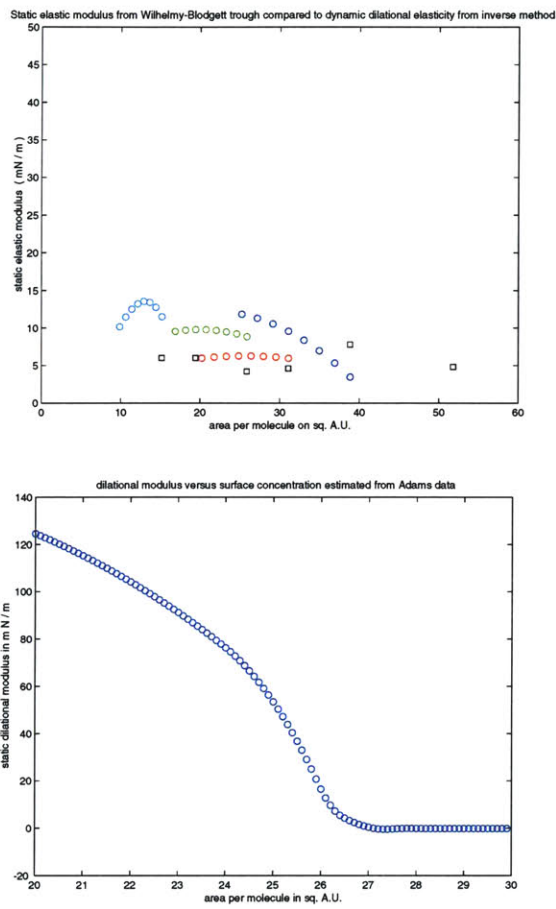 Static elastic modulus from Wilhelmy-Blodgett trough compared to dynamic dilational elasticity from inverse method
50
45
40
35
30
25
20
15
10
5
0
static elastic modulus ( mN / m )
0 10 20 30 40 50 60
area per molecule on sq. A.U.
dilational modulus versus surface concentration estimated from Adams data
140
120
100
80
60
40
20
0
-20
static dilational modulus in m N / m
20 21 22 23 24 25 26 27 28 29 30
area per molecule in sq. A.U.